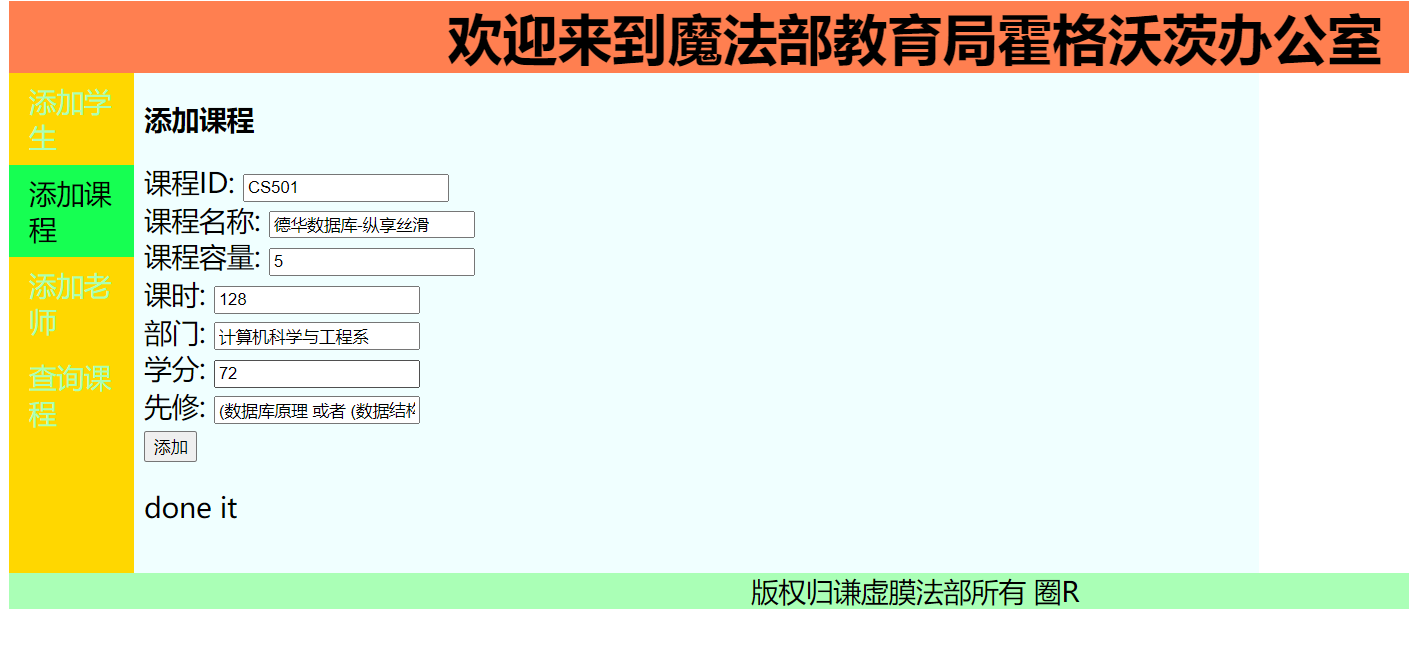 欢迎来到魔法部教育局霍格沃茨办公室
添加学
生
添加课
程
添加老
师
查询课
程
添加课程
课程ID: CS501
课程名称: 德华数据库-纵享丝滑
课程容量: 5
课时: 128
部门: 计算机科学与工程系
学分: 72
先修: (数据库原理 或者 (数据结构
添加
done it
版权归谦虚膜法部所有 圈R